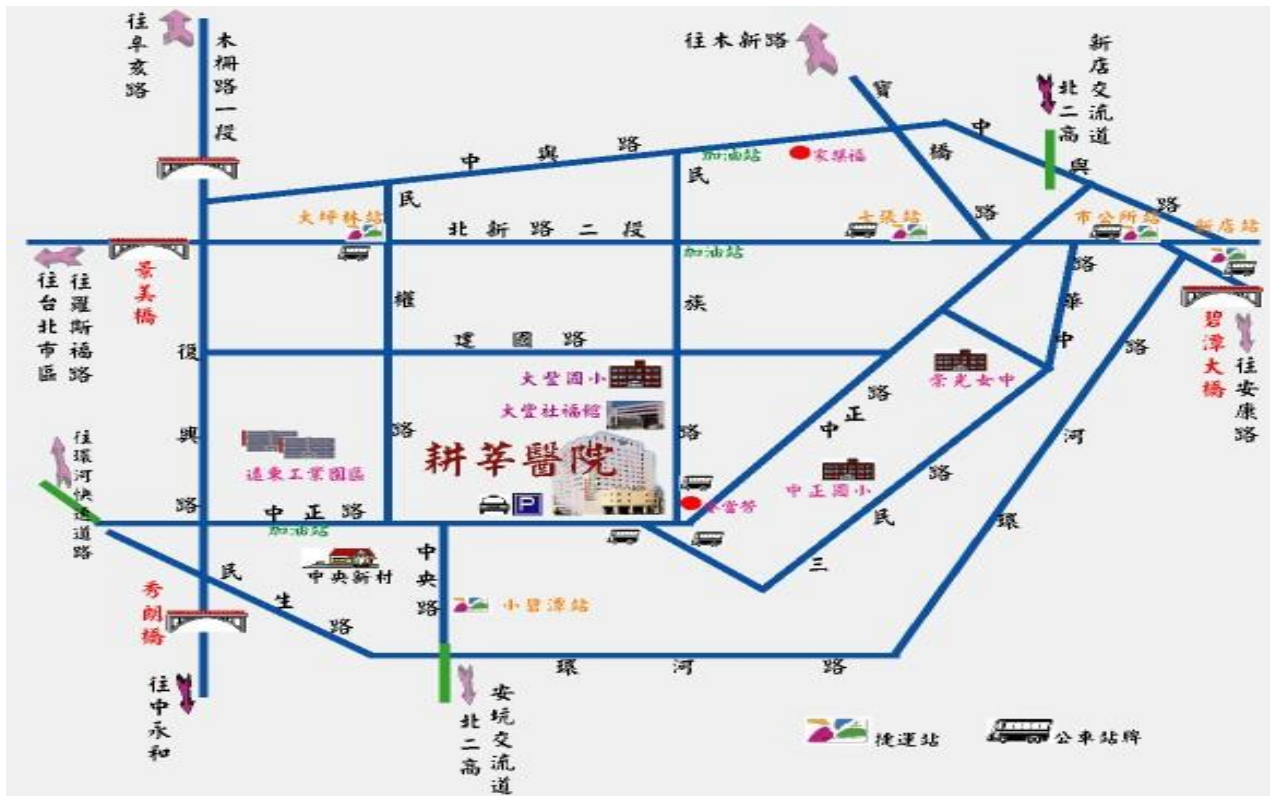 往辛亥路
木柵路一段
往木新路
新店交流道
北二高
中興路
寶橋路
中興路
加油站
家樂福
民權路
民族路
大坪林站
北新路二段
七張站
市公所站
新店站
加油站
景美橋
往羅斯福路
往台北市區
碧潭大橋
往安康路
復興路
建國路
大豐國小
大豐社福館
崇光女中
中華路
中正路
耕莘醫院
P
遠東工業園區
中正國小
環河路
往環河快速道路
中正路
加油站
麥當勞
三民路
中央新村
中央路
民生路
秀朗橋
小碧潭站
環河路
往中永和
安坑交流道
北二高
捷運站
公車站牌